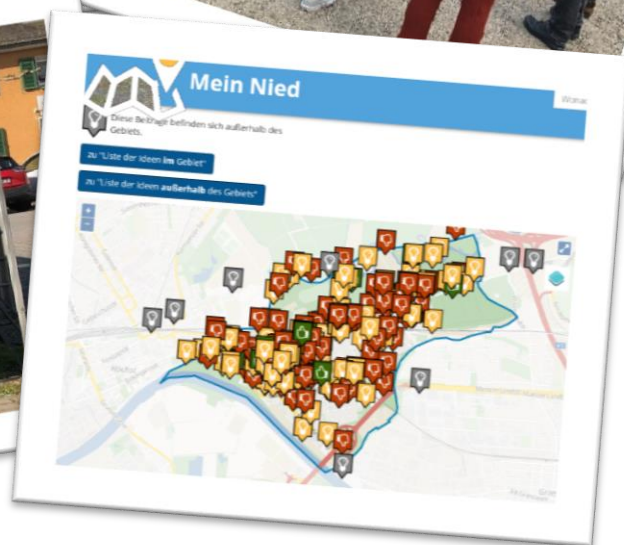 Mein Nied
Diese Beiträge befinden sich außerhalb des
Gebiets.
zu "Liste der Ideen im Gebiet"
zu "Liste der Ideen außerhalb des Gebiets"
+
-